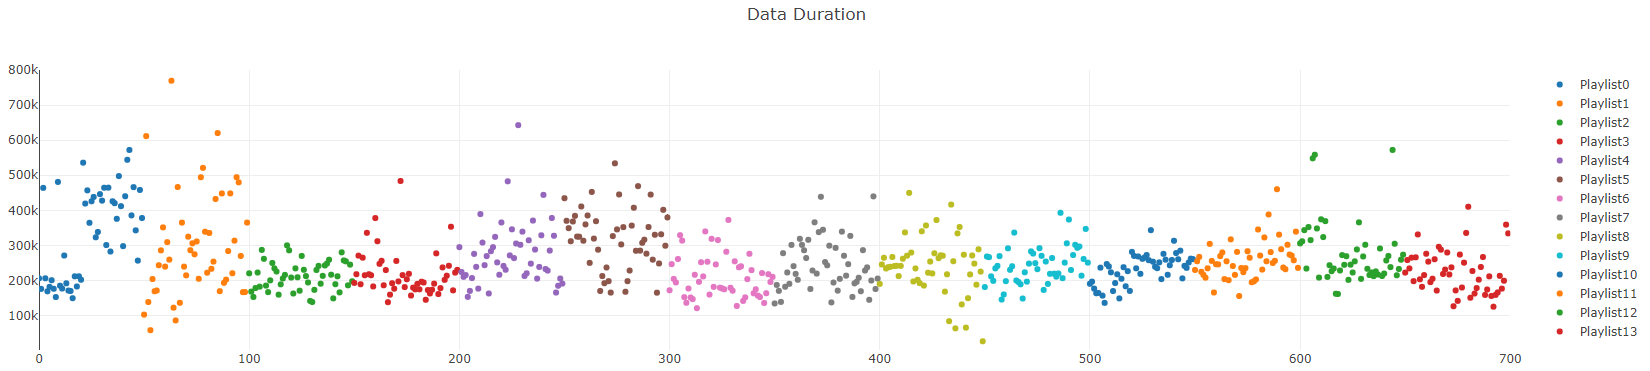 Data Duration
800k
700k
600k
500k
400k
300k
200k
100k
0
100
200
300
400
500
600
700
Playlist0
Playlist1
Playlist2
Playlist3
Playlist4
Playlist5
Playlist6
Playlist7
Playlist8
Playlist9
Playlist10
Playlist11
Playlist12
Playlist13